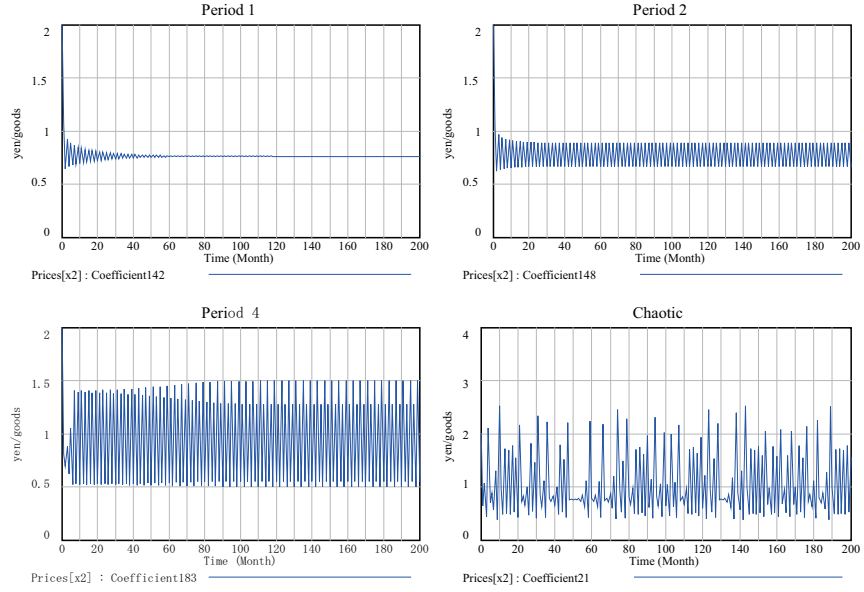 Period 1
2
1.5
yen/goods
1
0.5
0
0 20 40 60 80 100 120 140 160 180 200
Time (Month)
Prices[x2] : Coefficient142
Period 2
2
1.5
yen/goods
1
0.5
0
0 20 40 60 80 100 120 140 160 180 200
Time (Month)
Prices[x2] : Coefficient148
Period 4
2
1.5
yen/goods
1
0.5
0
0 20 40 60 80 100 120 140 160 180 200
Time (Month)
Prices[x2] : Coefficient183
Chaotic
4
3
yen/goods
2
1
0
0 20 40 60 80 100 120 140 160 180 200
Time (Month)
Prices[x2] : Coefficient21